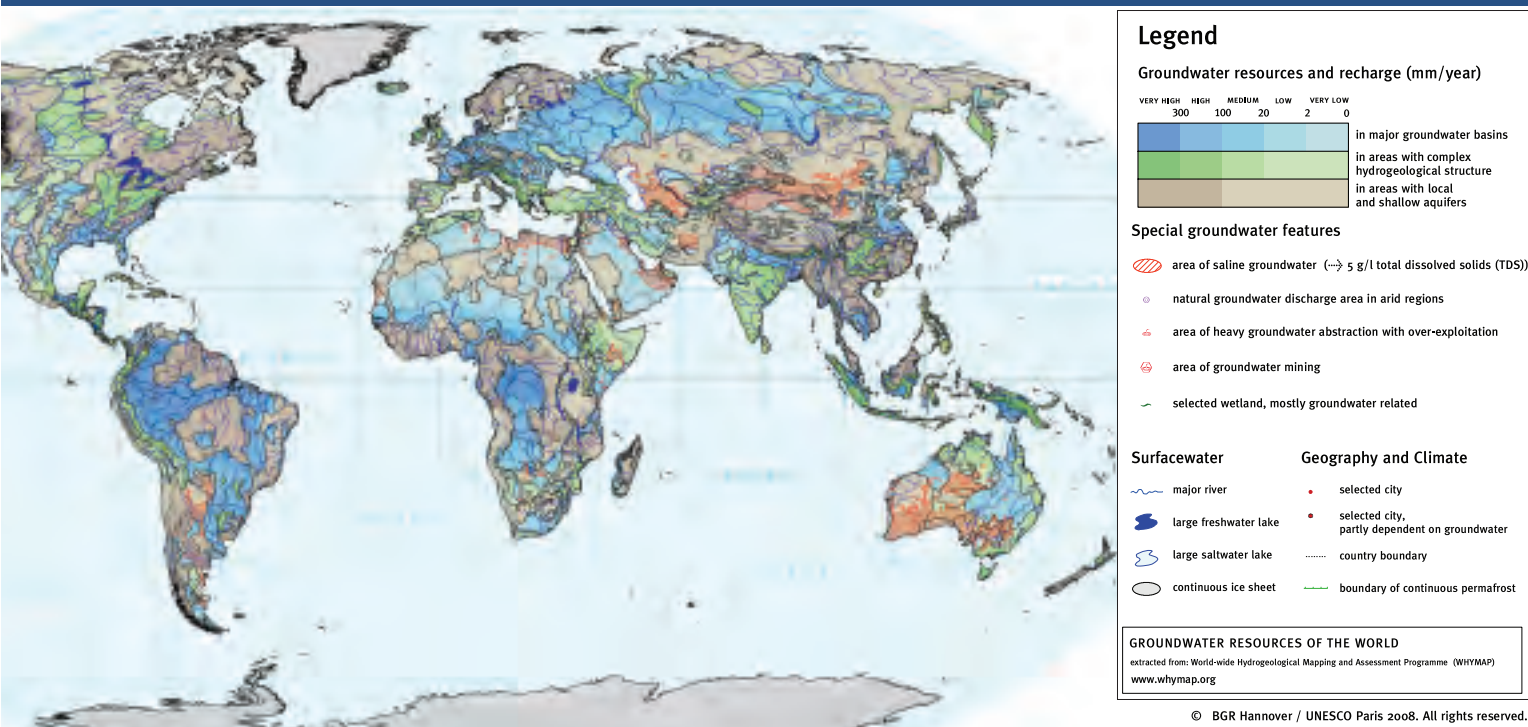 Legend
Groundwater resources and recharge (mm/year)
VERY HIGH HIGH MEDIUM LOW VERY LOW
300 100 20 2 0
in major groundwater basins
in areas with complex
hydrogeological structure
in areas with local
and shallow aquifers
Special groundwater features
area of saline groundwater (····> 5 g/l total dissolved solids (TDS))
natural groundwater discharge area in arid regions
area of heavy groundwater abstraction with over-exploitation
area of groundwater mining
selected wetland, mostly groundwater related
Surfacewater
major river
large freshwater lake
large saltwater lake
continuous ice sheet
Geography and Climate
selected city
selected city,
partly dependent on groundwater
country boundary
boundary of continuous permafrost
GROUNDWATER RESOURCES OF THE WORLD
extracted from: World-wide Hydrogeological Mapping and Assessment Programme (WHYMAP)
www.whymap.org
© BGR Hannover / UNESCO Paris 2008. All rights reserved.